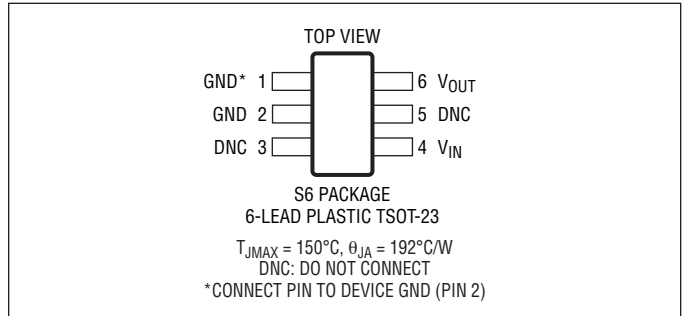 TOP VIEW
GND* 1
GND 2
DNC 3
6 VOUT
5 DNC
4 VIN
S6 PACKAGE
6-LEAD PLASTIC TSOT-23
TJMAX = 150°C, θJA = 192°C/W
DNC: DO NOT CONNECT
*CONNECT PIN TO DEVICE GND (PIN 2)